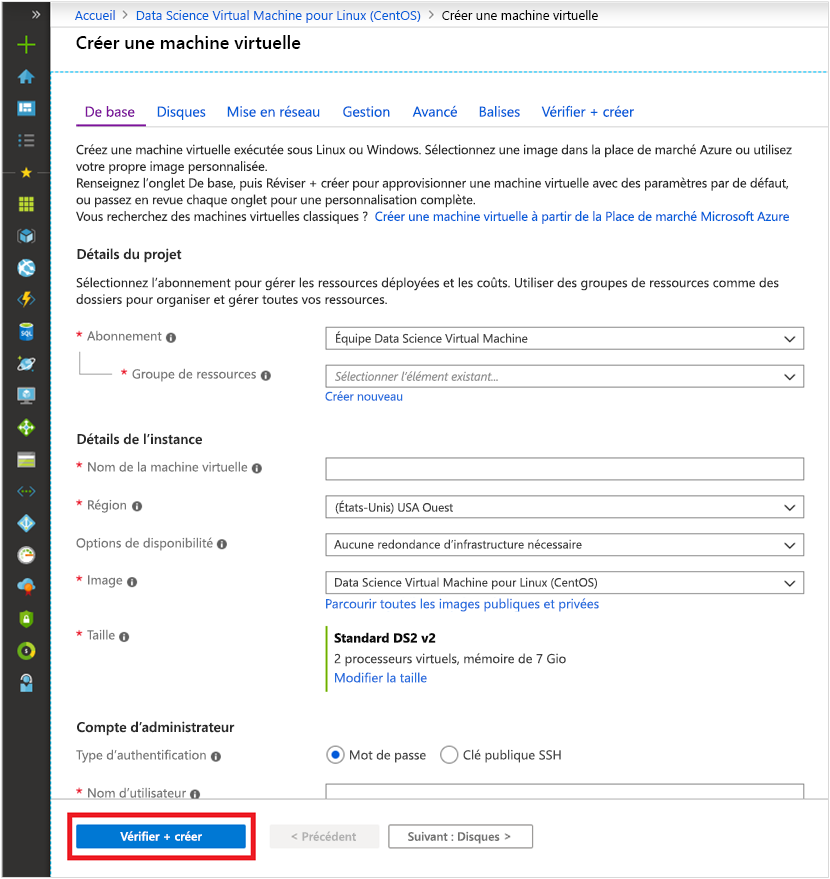 »
Accueil > Data Science Virtual Machine pour Linux (CentOS) > Créer une machine virtuelle
Créer une machine virtuelle
De base Disques Mise en réseau Gestion Avancé Balises Vérifier + créer
Créez une machine virtuelle exécutée sous Linux ou Windows. Sélectionnez une image dans la place de marché Azure ou utilisez
votre propre image personnalisée.
Renseignez l'onglet De base, puis Réviser + créer pour approvisionner une machine virtuelle avec des paramètres par de défaut,
ou passez en revue chaque onglet pour une personnalisation complète.
Vous recherchez des machines virtuelles classiques ? Créer une machine virtuelle à partir de la Place de marché Microsoft Azure
Détails du projet
Sélectionnez l'abonnement pour gérer les ressources déployées et les coûts. Utiliser des groupes de ressources comme des
dossiers pour organiser et gérer toutes vos ressources.
* Abonnement Équipe Data Science Virtual Machine
* Groupe de ressources Sélectionner l'élément existant...
Créer nouveau
Détails de l'instance
* Nom de la machine virtuelle
* Région (États-Unis) USA Ouest
Options de disponibilité Aucune redondance d'infrastructure nécessaire
* Image Data Science Virtual Machine pour Linux (CentOS)
Parcourir toutes les images publiques et privées
* Taille Standard DS2 v2
2 processeurs virtuels, mémoire de 7 Gio
Modifier la taille
Compte d'administrateur
Type d'authentification Mot de passe Clé publique SSH
* Nom d'utilisateur
Vérifier + créer < Précédent Suivant : Disques >
SQL